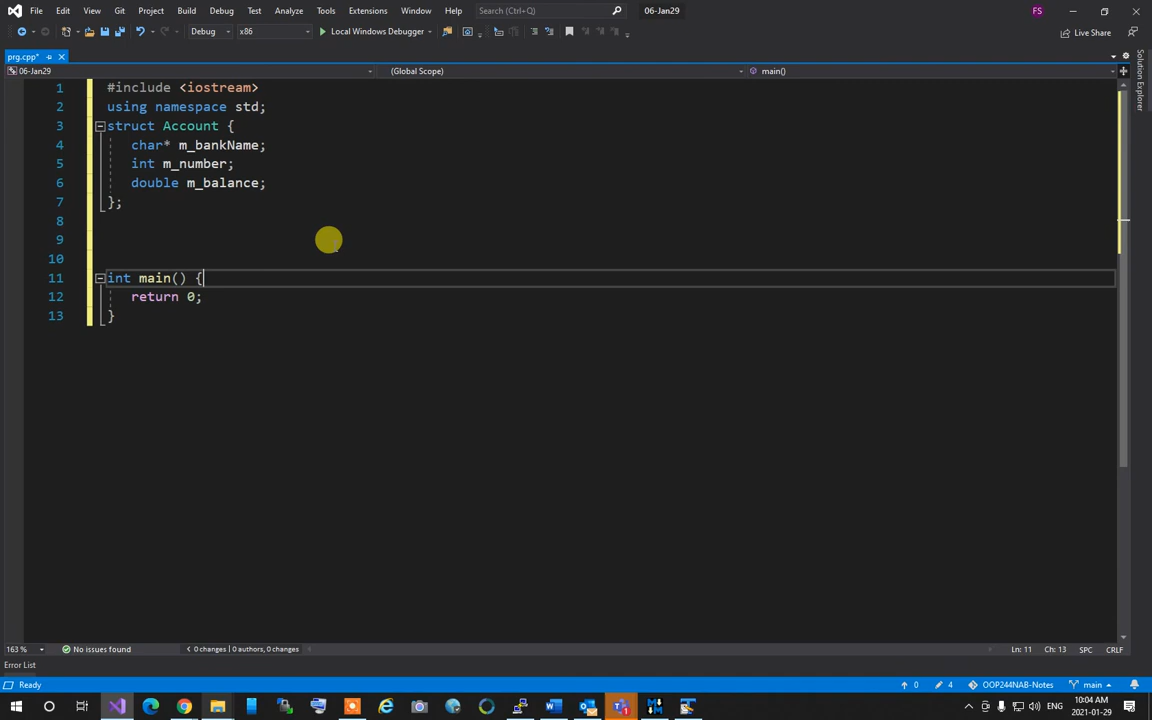 File Edit View Git Project Build Debug Test Analyze Tools Extensions Window Help Search (Ctrl+Q) 06-Jan29 FS
Debug x86 Local Windows Debugger Live Share
prg.cpp*
06-Jan29 (Global Scope) main()
1 #include <iostream>
2 using namespace std;
3 struct Account {
4 char* m_bankName;
5 int m_number;
6 double m_balance;
7 };
8
9
10
11 int main() {
12 return 0;
13 }
Solution Explorer
163 % No issues found 0 changes | 0 authors, 0 changes Ln: 11 Ch: 13 SPC CRLF
Error List
Ready 0 4 OOP244NAB-Notes main
ENG 10:04 AM
2021-01-29